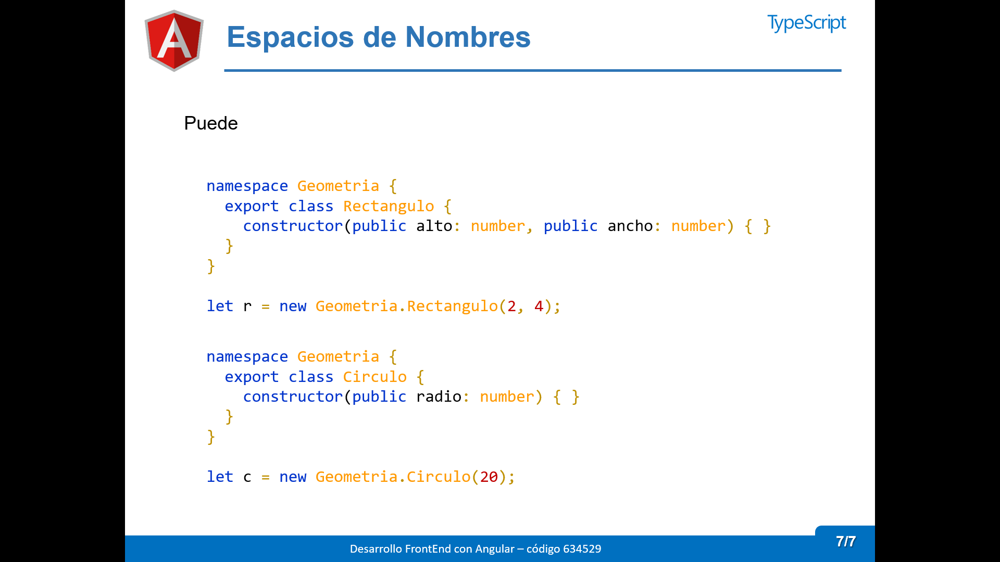 Espacios de Nombres
TypeScript
Puede
namespace Geometria {
  export class Rectangulo {
    constructor(public alto: number, public ancho: number) { }
  }
}
let r = new Geometria.Rectangulo(2, 4);
namespace Geometria {
  export class Circulo {
    constructor(public radio: number) { }
  }
}
let c = new Geometria.Circulo(20);
Desarrollo FrontEnd con Angular – código 634529
7/7